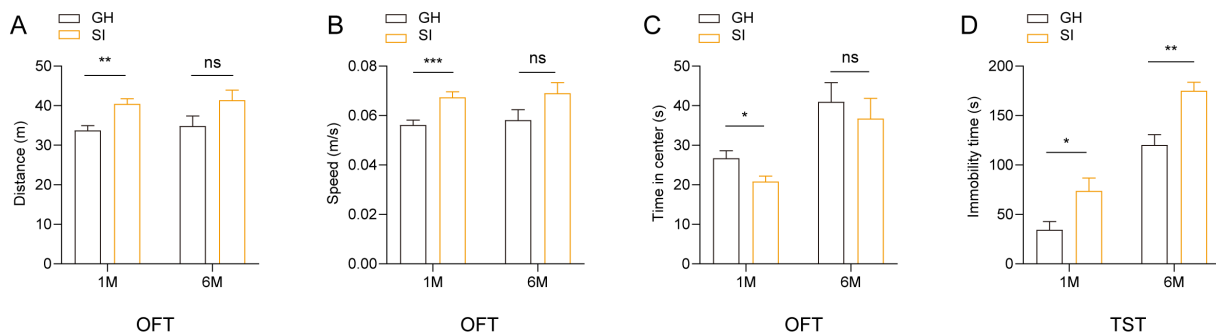 A
GH
SI
Distance (m)
50
40
30
20
10
0
**
ns
1M
6M
OFT
B
GH
SI
Speed (m/s)
0.08
0.06
0.04
0.02
0.00
***
ns
1M
6M
OFT
C
GH
SI
Time in center (s)
50
40
30
20
10
0
*
ns
1M
6M
OFT
D
GH
SI
Immobility time (s)
200
150
100
50
0
*
**
1M
6M
TST